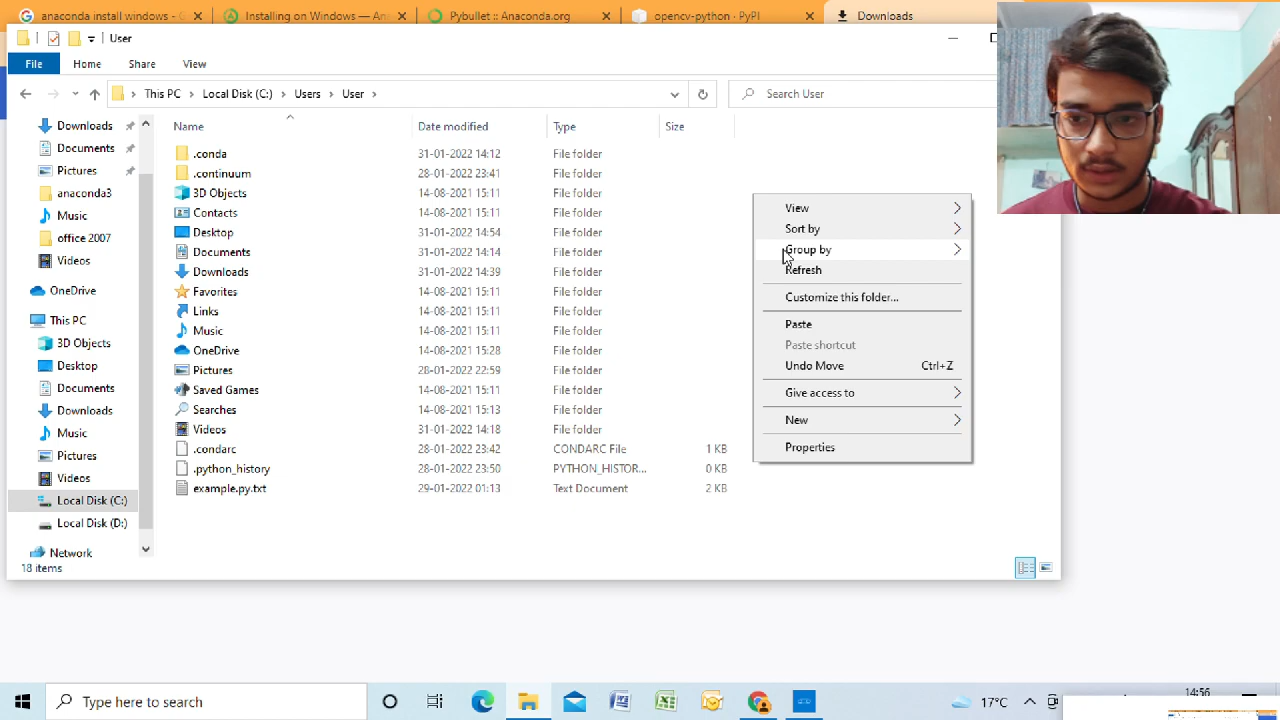 anaconda install windows - G
Installing on Windows — Ana
Pybullet :: Anaconda.org
opencv-python · PyPI
Downloads
User
File Home Share View
This PC Local Disk (C:) Users User
Search User
Name Date modified Type Size
Downloads
Documents
Pictures
anaconda3
Music
office 2007
Videos
OneDrive
This PC
3D Objects
Desktop
Documents
Downloads
Music
Pictures
Videos
Local Disk (C:)
Local Disk (D:)
Network
.conda 31-01-2022 14:12 File folder
.continuum 28-01-2022 23:41 File folder
3D Objects 14-08-2021 15:11 File folder
Contacts 14-08-2021 15:11 File folder
Desktop 31-01-2022 14:54 File folder
Documents 31-01-2022 14:14 File folder
Downloads 31-01-2022 14:39 File folder
Favorites 14-08-2021 15:11 File folder
Links 14-08-2021 15:11 File folder
Music 14-08-2021 15:11 File folder
OneDrive 14-08-2021 15:28 File folder
Pictures 28-01-2022 22:59 File folder
Saved Games 14-08-2021 15:11 File folder
Searches 14-08-2021 15:13 File folder
Videos 31-01-2022 14:18 File folder
.condarc 28-01-2022 23:42 CONDARC File 1 KB
.python_history 28-01-2022 23:50 PYTHON_HISTOR... 0 KB
example.py.txt 29-01-2022 01:13 Text Document 2 KB
View
Sort by
Group by
Refresh
Customize this folder...
Paste
Paste shortcut
Undo Move Ctrl+Z
Give access to
New
Properties
18 items
Type here to search
17°C
14:56